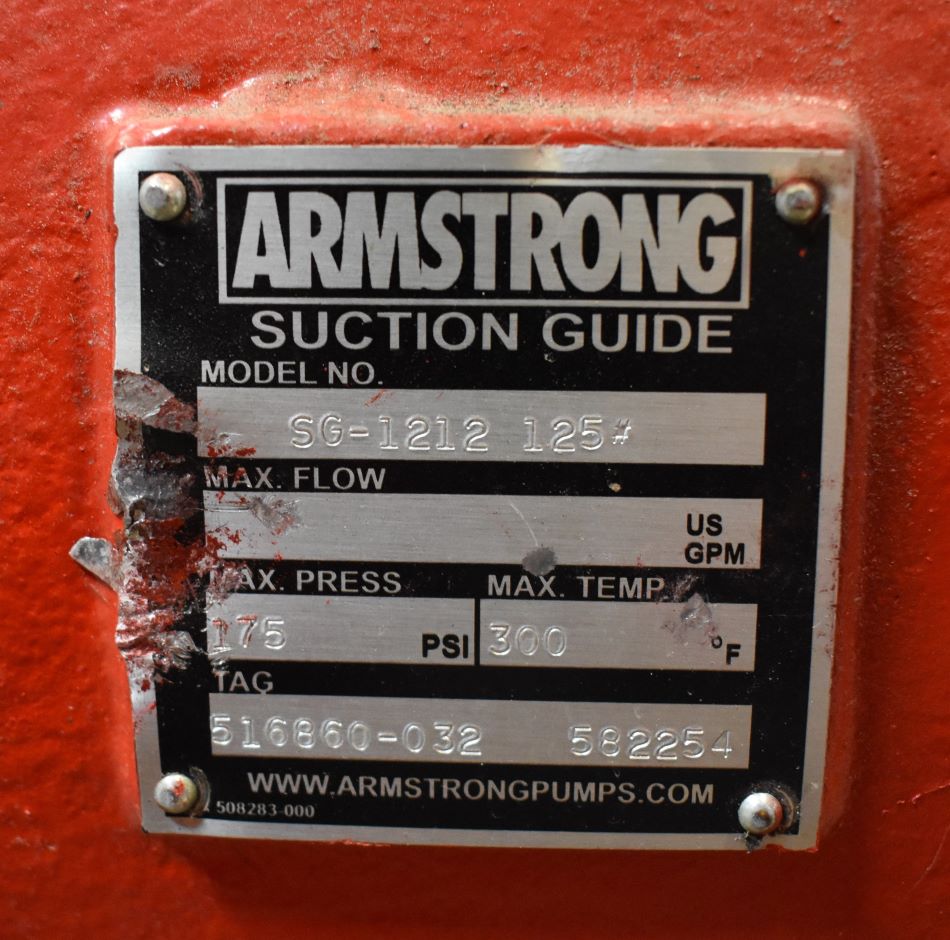 ARMSTRONG
SUCTION GUIDE
MODEL NO.
SG-1212 125#
MAX. FLOW
US
GPM
MAX. PRESS MAX. TEMP.
175 PSI 300 °F
TAG
516860-032 582254
WWW.ARMSTRONGPUMPS.COM
508283-000